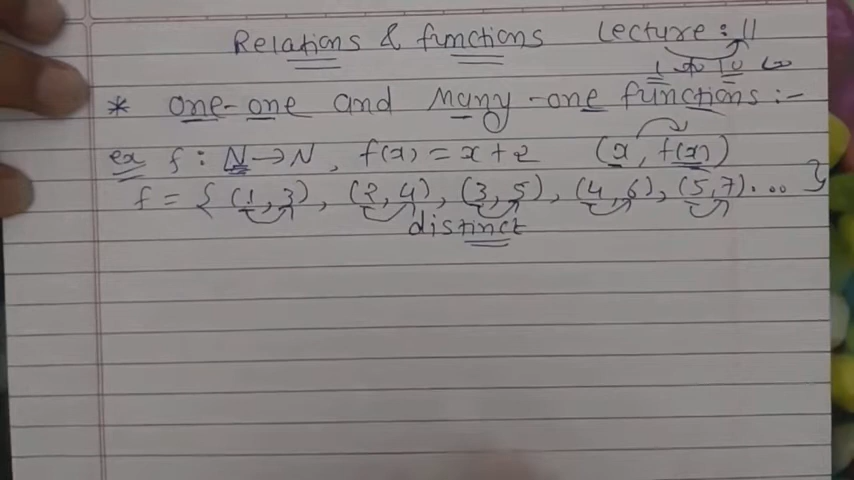 Relations & functions Lecture : 11
1 to 10
* one-one and Many-one functions :-
ex f : N → N , f(x) = x + 2 (x, f(x))
f = { (1, 3), (2, 4), (3, 5), (4, 6), (5, 7) .... }
distinct